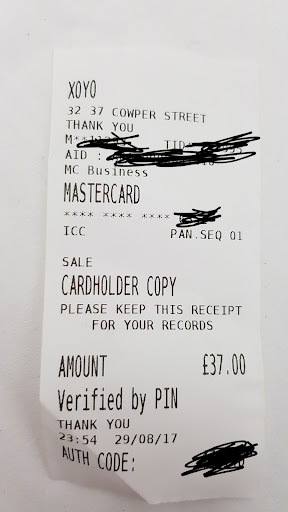 XOYO
32 37 COWPER STREET
THANK YOU
AID :
MC Business
MASTERCARD
**** **** ****
ICC PAN.SEQ 01
SALE
CARDHOLDER COPY
PLEASE KEEP THIS RECEIPT
FOR YOUR RECORDS
AMOUNT £37.00
Verified by PIN
THANK YOU
23:54 29/08/17
AUTH CODE: